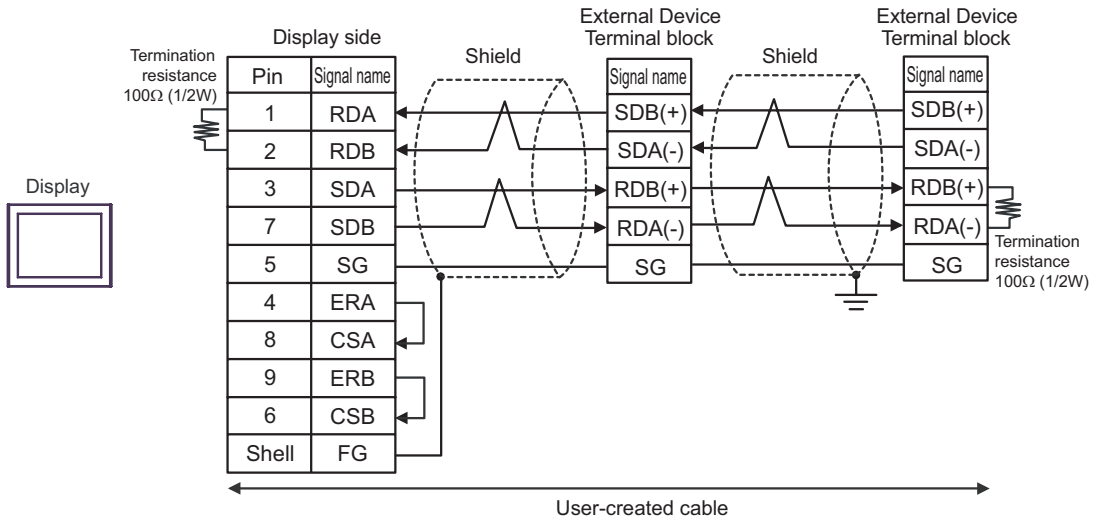 Display
Termination
resistance
100Ω (1/2W)
Display side
Pin Signal name
1 RDA
2 RDB
3 SDA
7 SDB
5 SG
4 ERA
8 CSA
9 ERB
6 CSB
Shell FG
Shield
External Device
Terminal block
Signal name
SDB(+)
SDA(-)
RDB(+)
RDA(-)
SG
Shield
External Device
Terminal block
Signal name
SDB(+)
SDA(-)
RDB(+)
RDA(-)
SG
Termination
resistance
100Ω (1/2W)
User-created cable